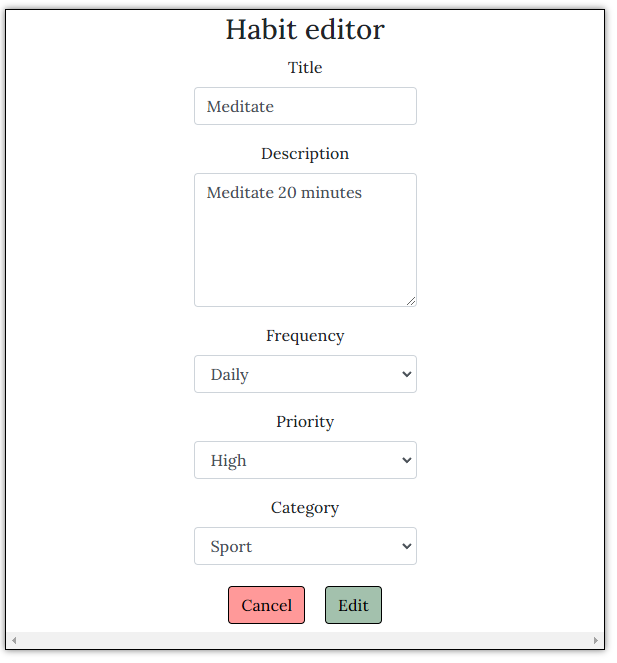 Habit editor
Title
Meditate
Description
Meditate 20 minutes
Frequency
Daily
Priority
High
Category
Sport
Cancel Edit